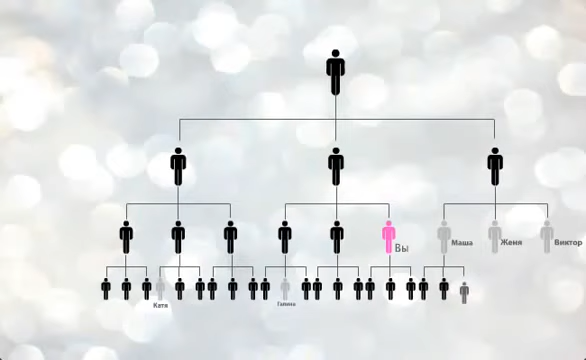 Вы
Маша
Женя
Виктор
Катя
Галина